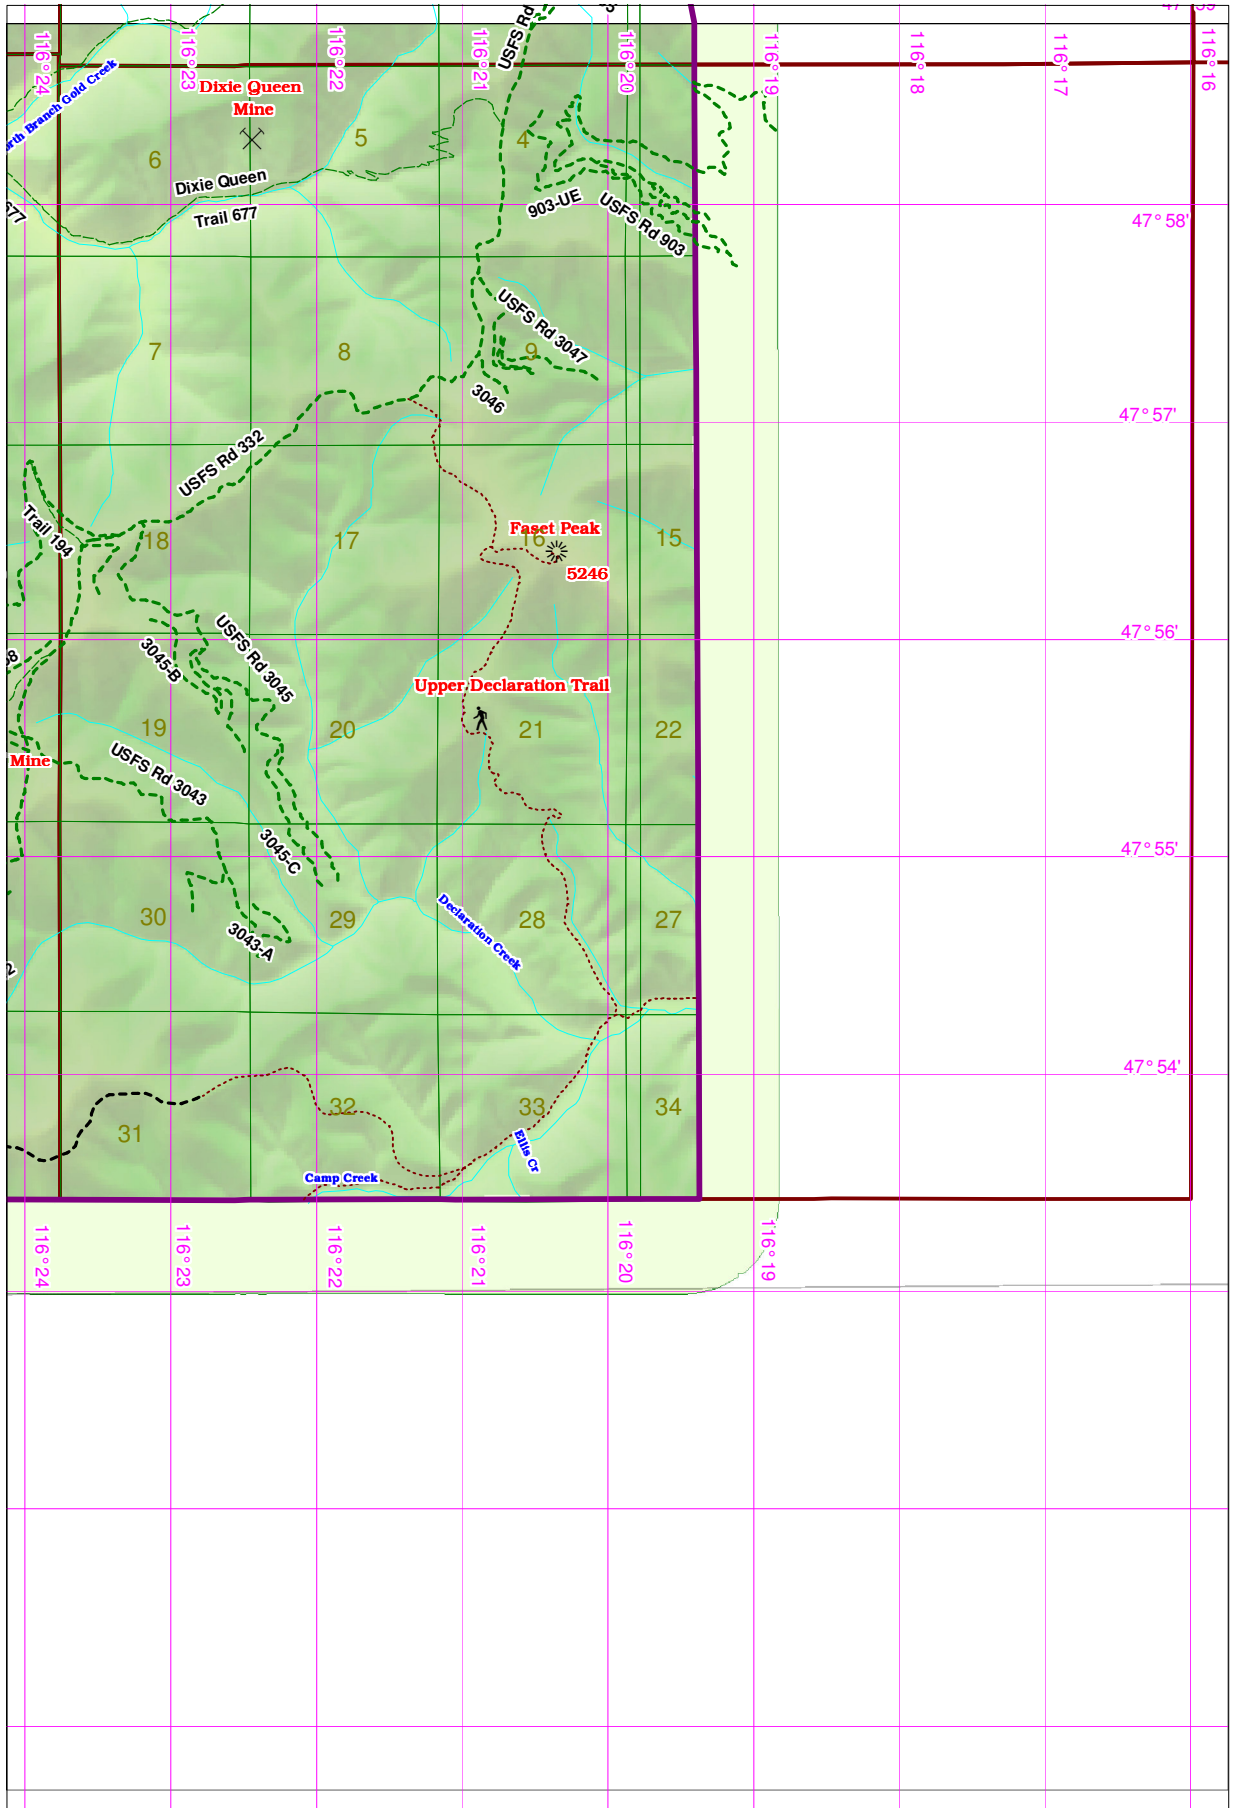 USFS Rd
116°24
116°23
116°22
116°21
116°20
116°19
116°18
116°17
116°16
North Branch Gold Creek
Dixie Queen
Mine
6
5
4
Dixie Queen
Trail 677
677
903-UE
USFS Rd 903
47°58'
USFS Rd 3047
7
8
9
3046
47°57'
USFS Rd 332
Trail 194
18
17
Faset Peak
16
15
5246
47°56'
3045-B
USFS Rd 3045
Upper Declaration Trail
19
20
21
22
Mine
USFS Rd 3043
3045-C
47°55'
Declaration Creek
30
29
28
27
3043-A
47°54'
32
33
34
31
Ellis Cr
Camp Creek
116°24
116°23
116°22
116°21
116°20
116°19